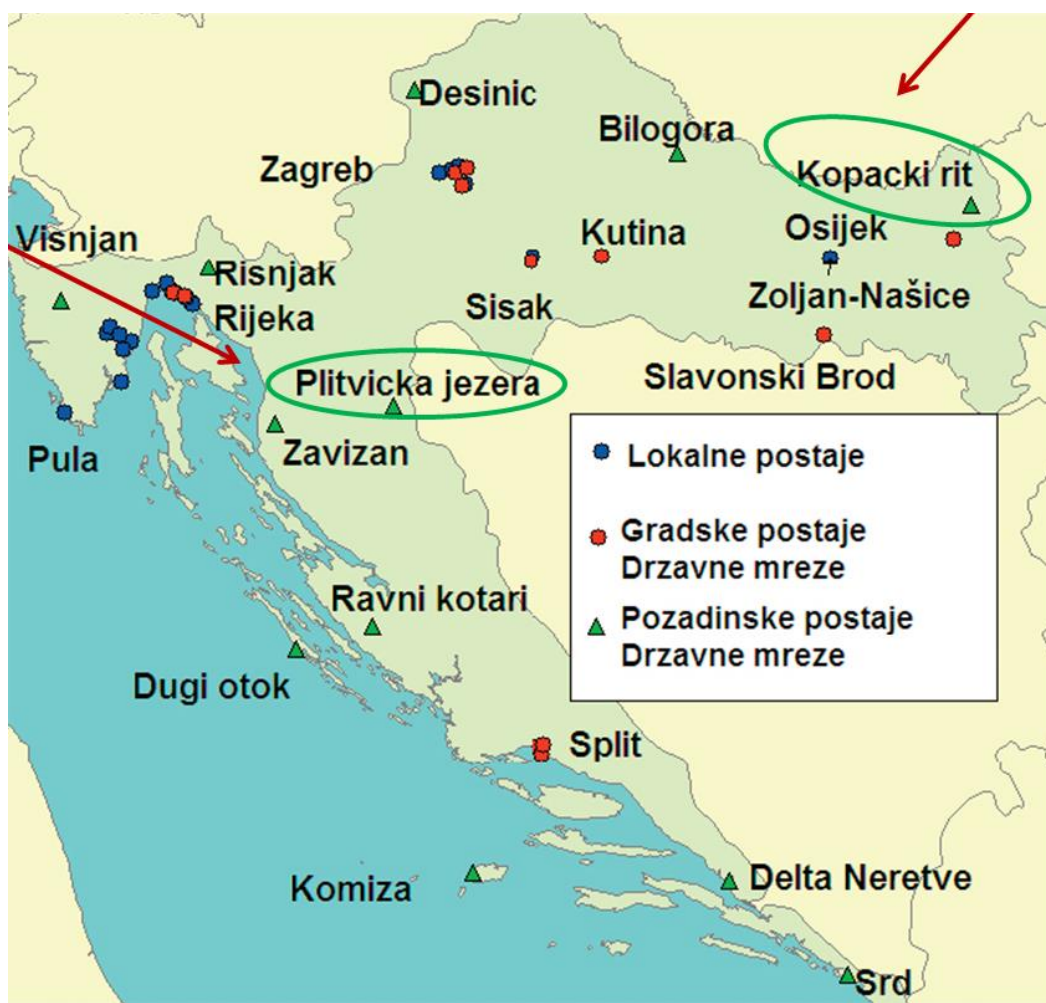 Desinic
Bilogora
Zagreb
Kopacki rit
Visnjan
Kutina
Osijek
Risnjak
Sisak
Zoljan-Našice
Rijeka
Plitvicka jezera
Slavonski Brod
Pula
Zavizan
Lokalne postaje
Gradske postaje
Drzavne mreze
Pozadinske postaje
Drzavne mreze
Ravni kotari
Dugi otok
Split
Komiza
Delta Neretve
Srd